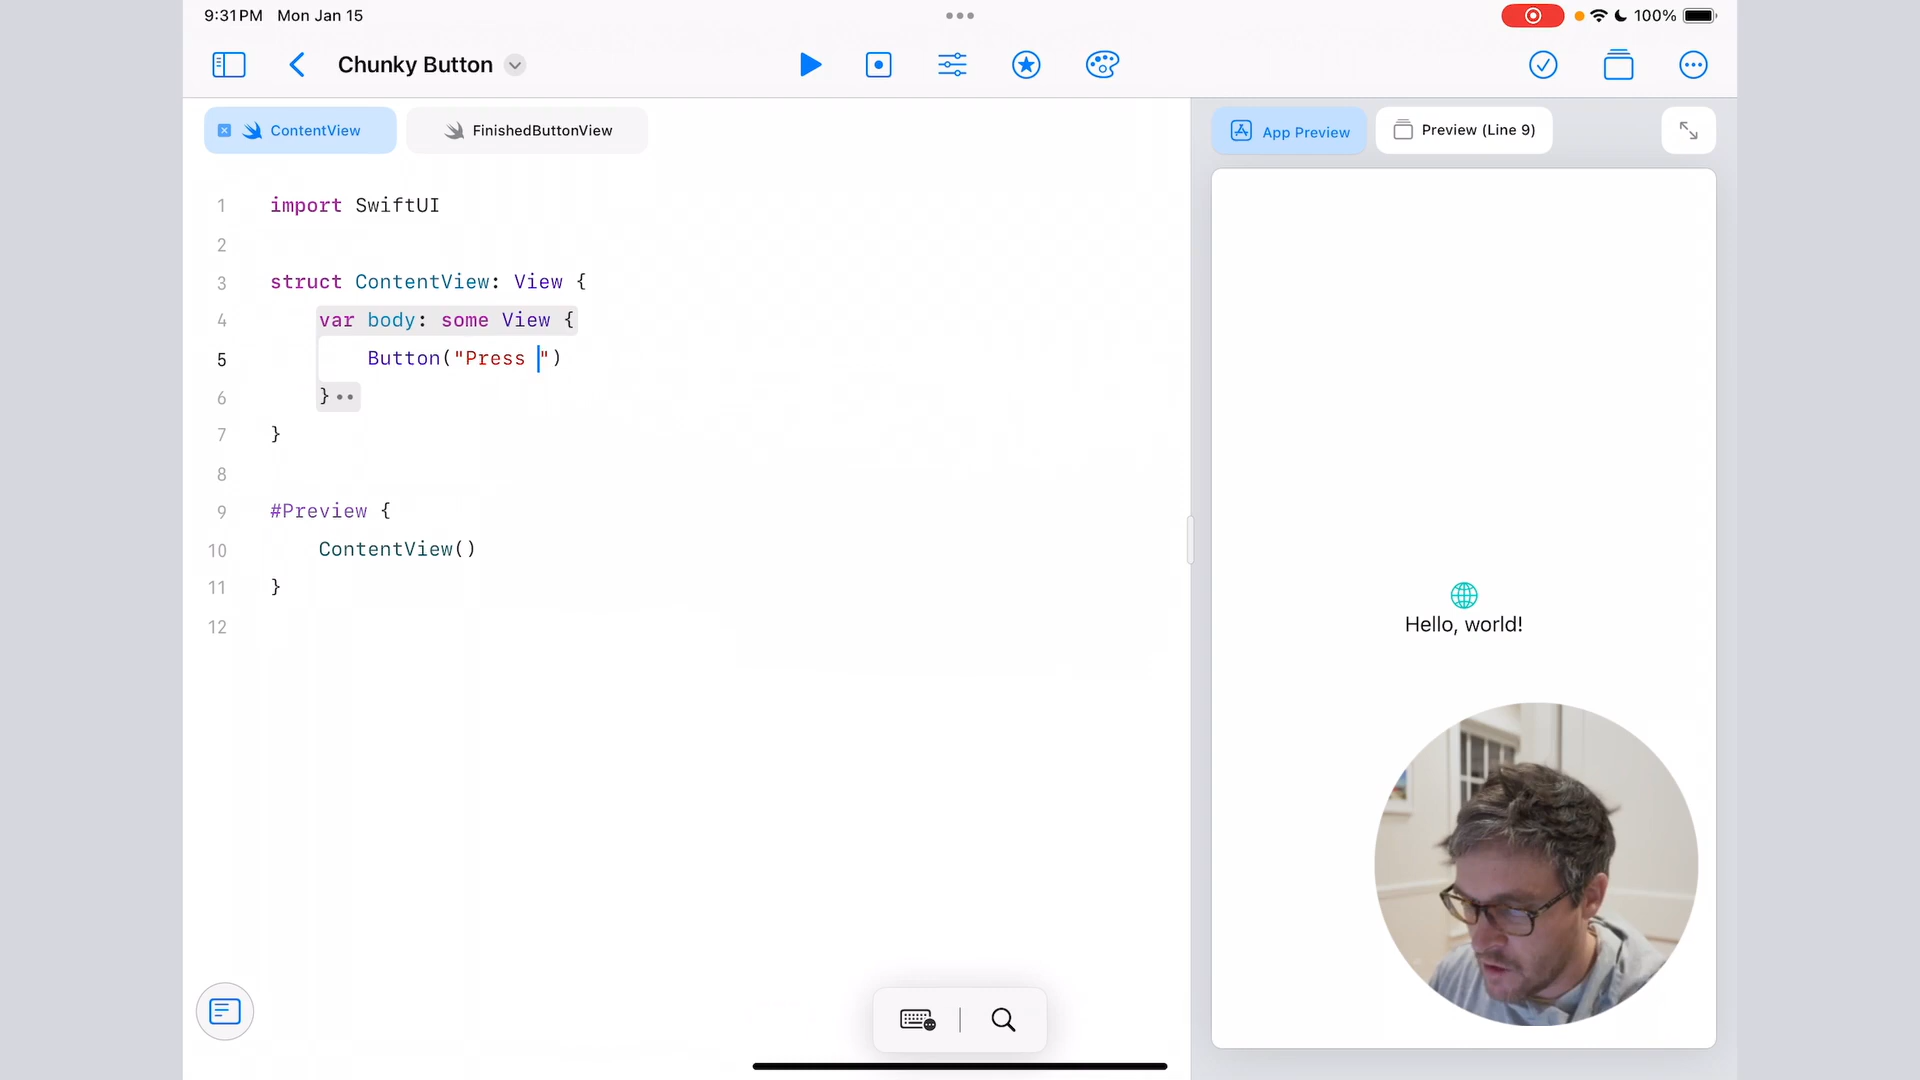 9:31 PM Mon Jan 15
100%
Chunky Button
ContentView
FinishedButtonView
App Preview
Preview (Line 9)
1 import SwiftUI
2
3 struct ContentView: View {
4 var body: some View {
5 Button("Press ")
6 }
7 }
8
9 #Preview {
10 ContentView()
11 }
12
Hello, world!